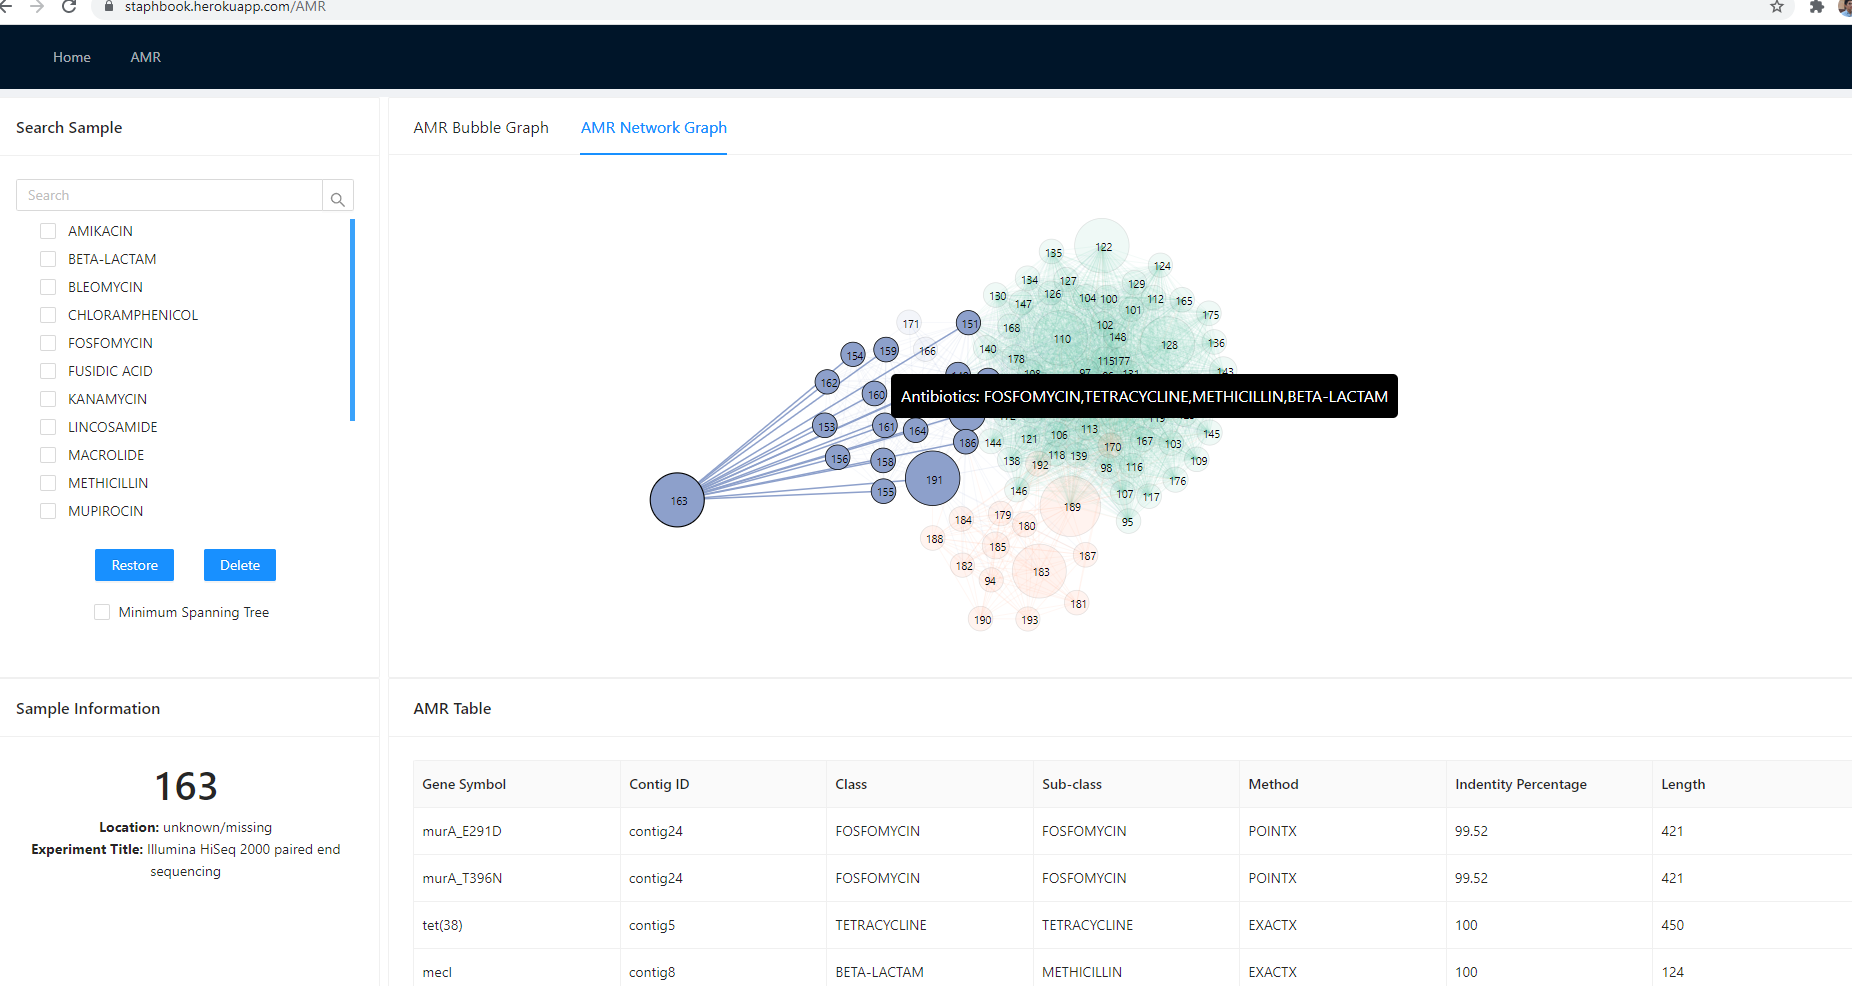 staphbook.herokuapp.com/AMR
Home AMR
Search Sample
Search
AMIKACIN
BETA-LACTAM
BLEOMYCIN
CHLORAMPHENICOL
FOSFOMYCIN
FUSIDIC ACID
KANAMYCIN
LINCOSAMIDE
MACROLIDE
METHICILLIN
MUPIROCIN
Restore Delete
Minimum Spanning Tree
AMR Bubble Graph AMR Network Graph
122
135
124
134 127
129
130 126 104 100 112 165
147 101
175
171 151 168 102
110 148 128 136
154 159 166 140
178 115 177
143
162
160
Antibiotics: FOSFOMYCIN,TETRACYCLINE,METHICILLIN,BETA-LACTAM
153 161 164 113
186 144 121 106 167 103 145
170
156 158 138 192 118 139 98 116 109
191 176
155 146 107 117
163 189
184 179 180 95
188 185 187
182 94 183
181
190 193
Sample Information
163
Location: unknown/missing
Experiment Title: Illumina HiSeq 2000 paired end
sequencing
AMR Table
Gene Symbol Contig ID Class Sub-class Method Indentity Percentage Length
murA_E291D contig24 FOSFOMYCIN FOSFOMYCIN POINTX 99.52 421
murA_T396N contig24 FOSFOMYCIN FOSFOMYCIN POINTX 99.52 421
tet(38) contig5 TETRACYCLINE TETRACYCLINE EXACTX 100 450
mecI contig8 BETA-LACTAM METHICILLIN EXACTX 100 124